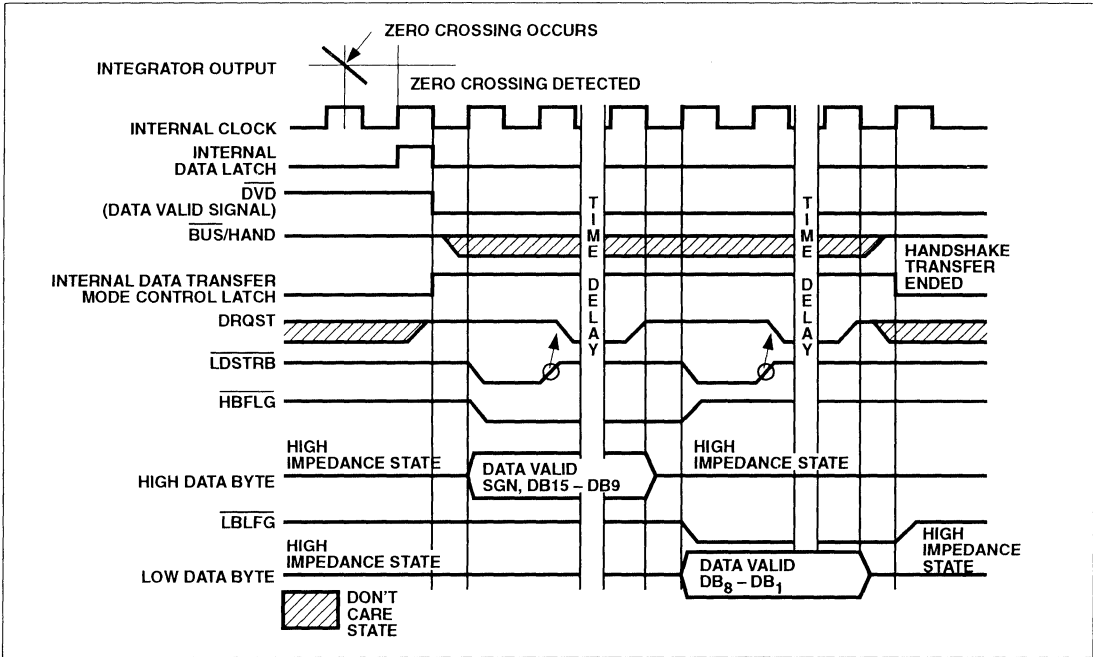 ZERO CROSSING OCCURS
INTEGRATOR OUTPUT
ZERO CROSSING DETECTED
INTERNAL CLOCK
INTERNAL
DATA LATCH
DVD
(DATA VALID SIGNAL)
BUS/HAND
INTERNAL DATA TRANSFER
MODE CONTROL LATCH
HANDSHAKE
TRANSFER
ENDED
TIME DELAY
TIME DELAY
DRQST
LDSTRB
HBFLG
HIGH
IMPEDANCE STATE
HIGH DATA BYTE
DATA VALID
SGN, DB15 – DB9
HIGH
IMPEDANCE STATE
LBLFG
HIGH
IMPEDANCE STATE
LOW DATA BYTE
DATA VALID
DB8 – DB1
HIGH
IMPEDANCE
STATE
DON'T
CARE
STATE